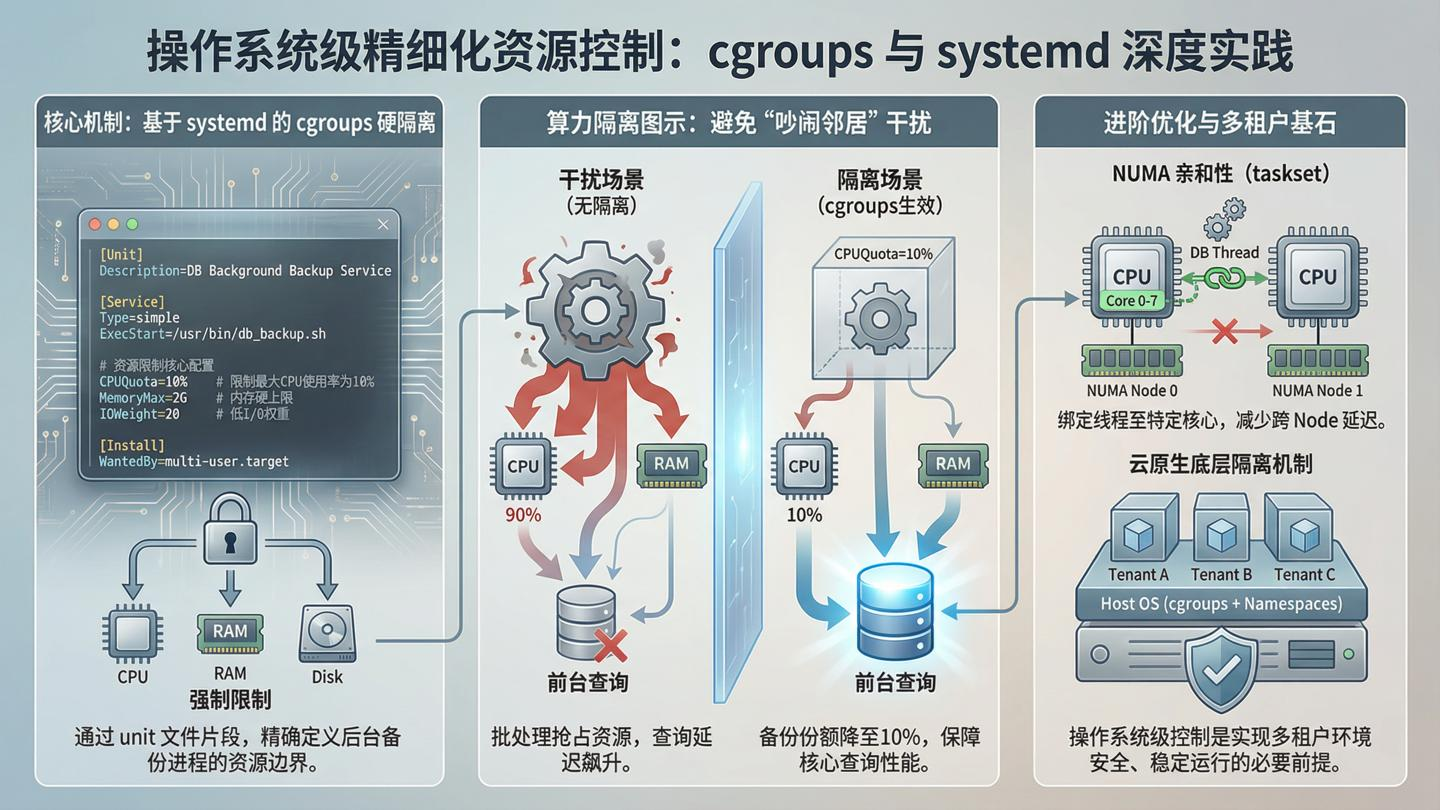 操作系统级精细化资源控制：cgroups 与 systemd 深度实践
核心机制：基于 systemd 的 cgroups 硬隔离
[Unit]
Description=DB Background Backup Service
[Service]
Type=simple
ExecStart=/usr/bin/db_backup.sh
# 资源限制核心配置
CPUQuota=10% # 限制最大CPU使用率为10%
MemoryMax=2G # 内存硬上限
IOWeight=20 # 低I/O权重
[Install]
WantedBy=multi-user.target
RAM
CPU
RAM
Disk
强制限制
通过 unit 文件片段，精确定义后台备
份进程的资源边界。
算力隔离图示：避免“吵闹邻居”干扰
干扰场景
（无隔离）
CPU
RAM
90%
前台查询
批处理抢占资源，查询延
迟飙升。
隔离场景
（cgroups生效）
CPUQuota=10%
CPU
RAM
10%
前台查询
备份份额降至10%，保障
核心查询性能。
进阶优化与多租户基石
NUMA 亲和性（taskset）
DB Thread
CPU
Core 0-7
CPU
NUMA Node 0
NUMA Node 1
绑定线程至特定核心，减少跨 Node 延迟。
云原生底层隔离机制
Tenant A
Tenant B
Tenant C
Host OS (cgroups + Namespaces)
操作系统级控制是实现多租户环境
安全、稳定运行的必要前提。